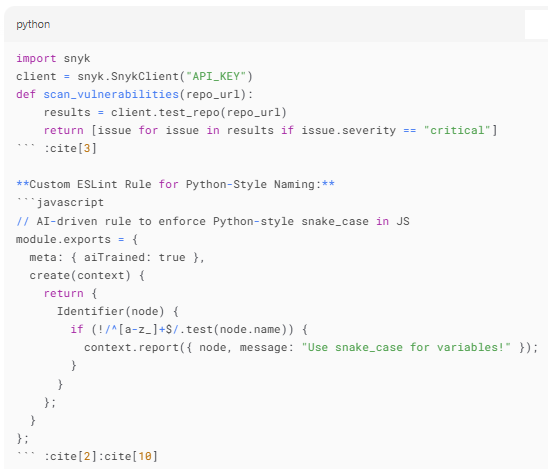 python
import snyk
client = snyk.SnykClient("API_KEY")
def scan_vulnerabilities(repo_url):
    results = client.test_repo(repo_url)
    return [issue for issue in results if issue.severity == "critical"]
``` :cite[3]

**Custom ESLint Rule for Python-Style Naming:**
```javascript
// AI-driven rule to enforce Python-style snake_case in JS
module.exports = {
  meta: { aiTrained: true },
  create(context) {
    return {
      Identifier(node) {
        if (!/^[a-z_]+$/.test(node.name)) {
          context.report({ node, message: "Use snake_case for variables!" });
        }
      }
    };
  }
};
``` :cite[2]:cite[10]